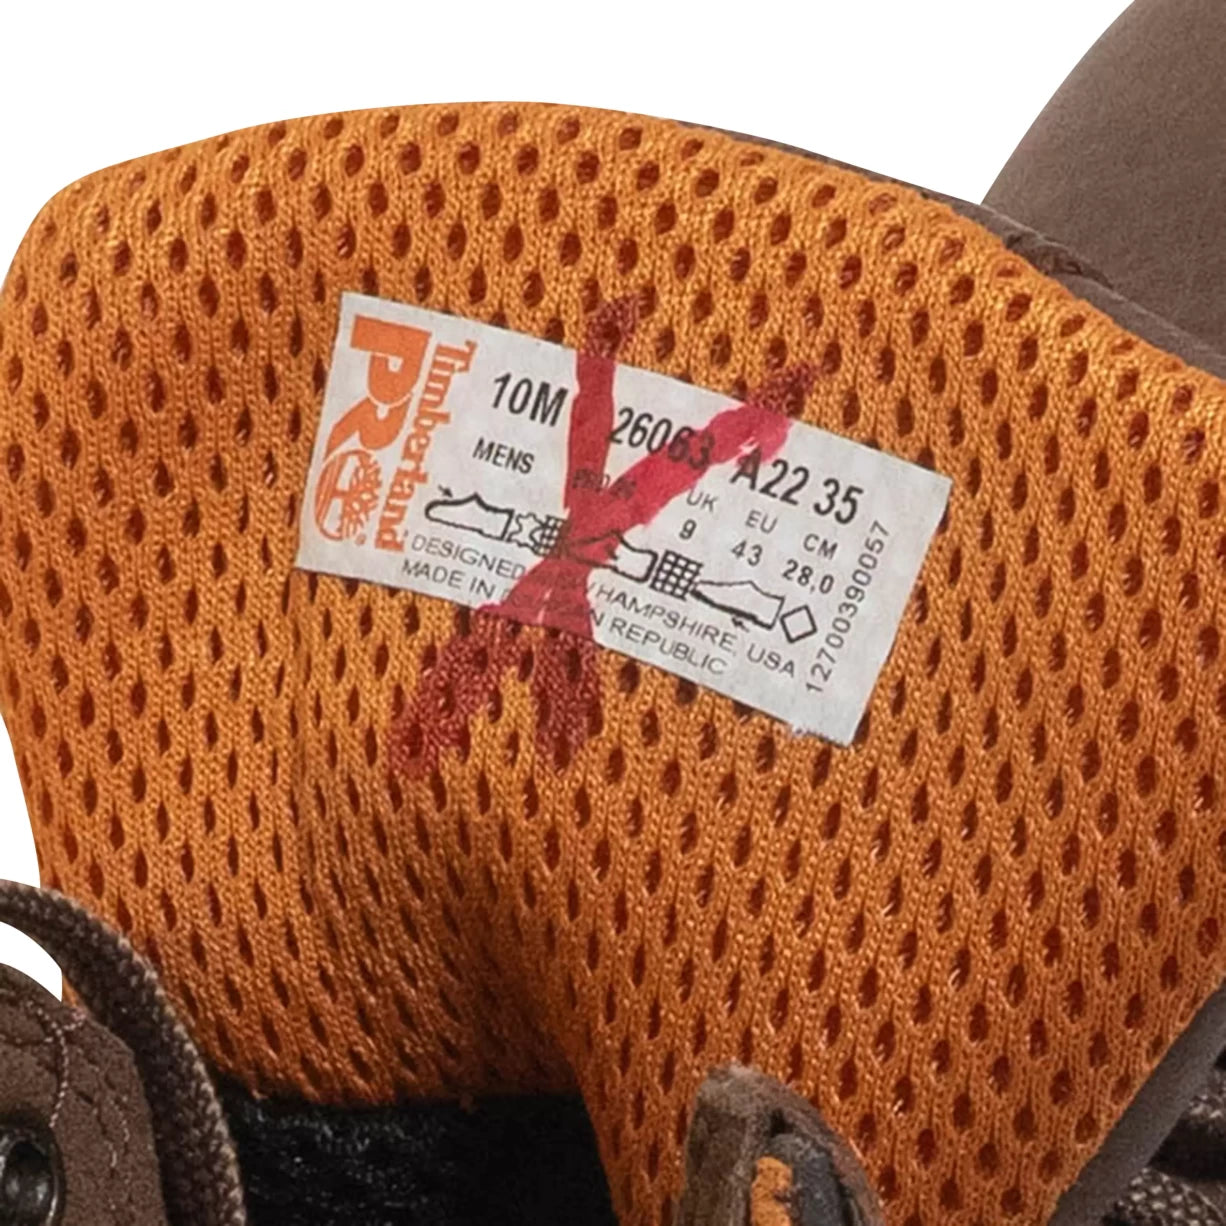 Timberland
PRO
10M 26063 A22 35
MENS UK EU CM
9 43 28,0
DESIGNED HAMPSHIRE, USA
MADE IN REPUBLIC
12700390057